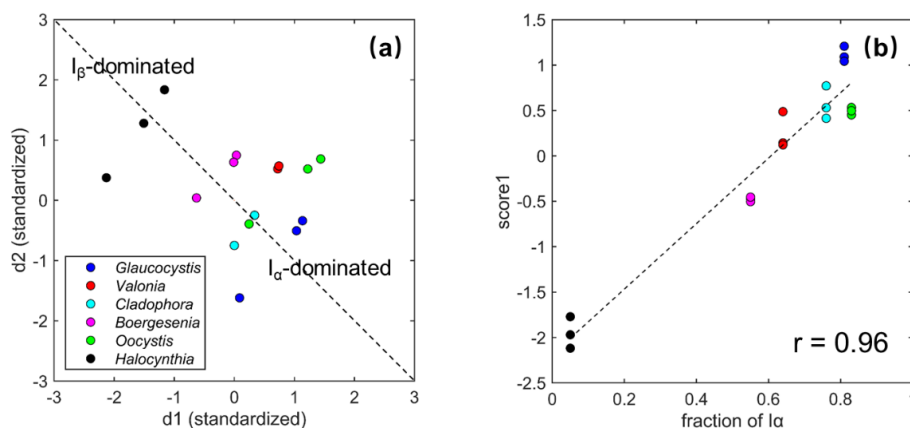 (a)
3
2
1
0
-1
-2
-3
d2 (standardized)
Iβ-dominated
Iα-dominated
Glaucocystis
Valonia
Cladophora
Boergesenia
Oocystis
Halocynthia
-3 -2 -1 0 1 2 3
d1 (standardized)
(b)
1.5
1
0.5
0
-0.5
-1
-1.5
-2
-2.5
score1
r = 0.96
0 0.2 0.4 0.6 0.8 1
fraction of Iα